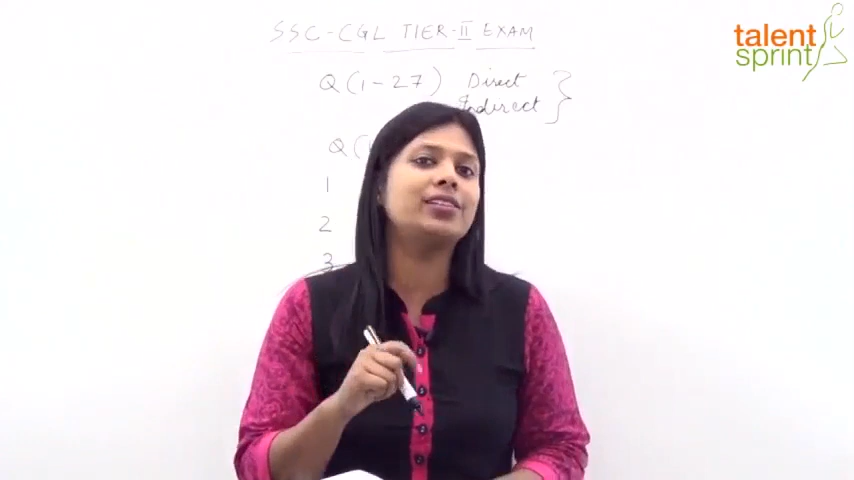 SSC-CGL TIER-II EXAM
talent
sprint
Q(1-27) Direct
Indirect
Q(
1
2
3